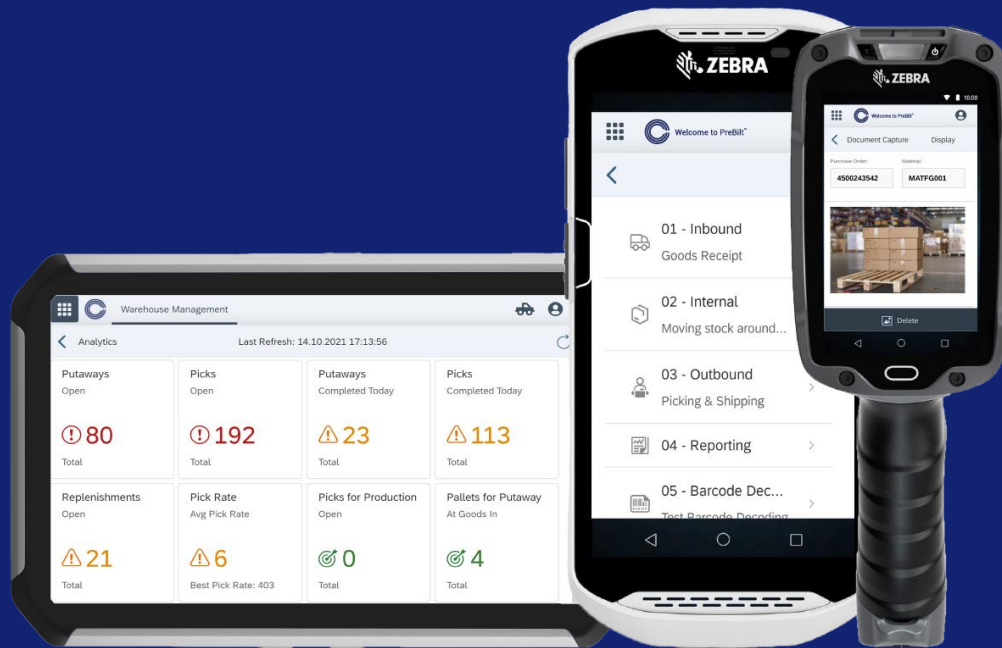 Warehouse Management
Analytics
Last Refresh: 14.10.2021 17:13:56
Putaways
Open
80
Total
Picks
Open
192
Total
Putaways
Completed Today
23
Total
Picks
Completed Today
113
Total
Replenishments
Open
21
Total
Pick Rate
Avg Pick Rate
6
Best Pick Rate: 403
Picks for Production
Open
0
Total
Pallets for Putaway
At Goods In
4
Total
ZEBRA
Welcome to PreBilt*
01 - Inbound
Goods Receipt
02 - Internal
Moving stock around...
03 - Outbound
Picking & Shipping
04 - Reporting
05 - Barcode Dec...
Test Barcode Decoding
ZEBRA
10:08
Welcome to PreBilt*
Document Capture
Display
Purchase Order:
Material:
4500243542
MATFG001
Delete